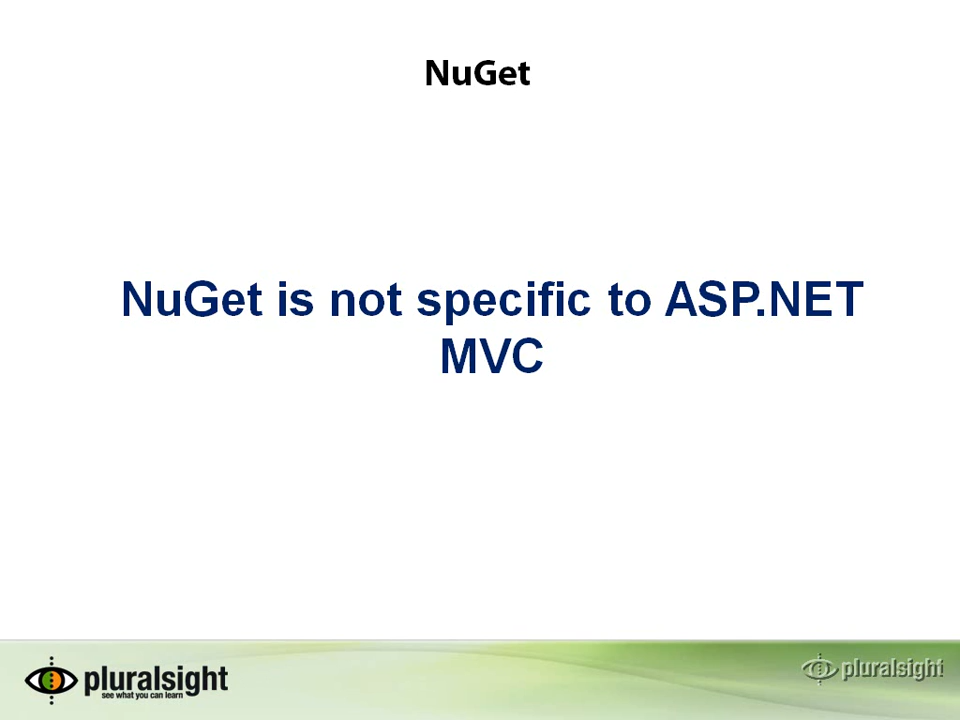 NuGet
NuGet is not specific to ASP.NET
MVC
pluralsight
see what you can learn
pluralsight